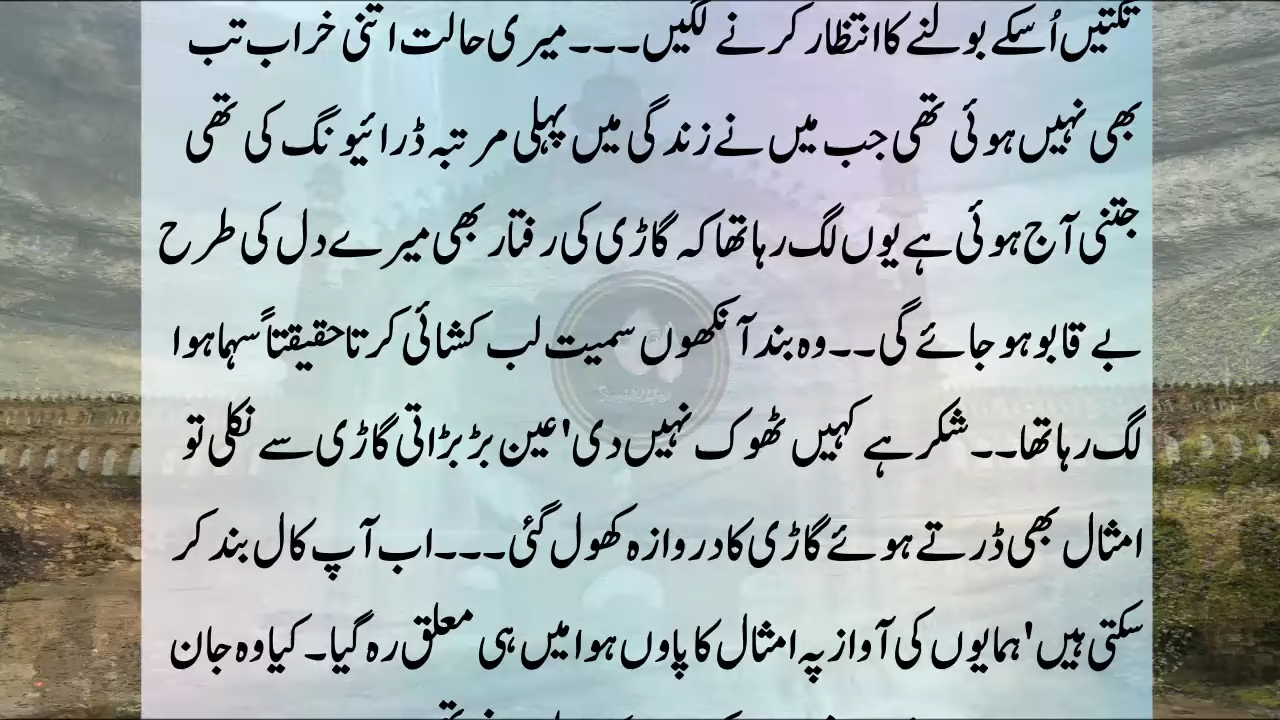 تکتیں اُسکے بولنے کا انتظار کرنے لگیں۔۔۔میری حالت اتنی خراب تب
بھی نہیں ہوئی تھی جب میں نے زندگی میں پہلی مرتبہ ڈرائیونگ کی تھی
جتنی آج ہوئی ہے یوں لگ رہا تھا کہ گاڑی کی رفتار بھی میرے دل کی طرح
بے قابو ہو جائے گی۔۔وہ بند آنکھوں سمیت لب کشائی کرتا حقیقتاً سہما ہوا
لگ رہا تھا۔۔شکر ہے کہیں ٹھوک نہیں دی'عین بڑبڑاتی گاڑی سے نکلی تو
امثال بھی ڈرتے ہوئے گاڑی کا دروازہ کھول گئی۔۔۔اب آپ کال بند کر
سکتی ہیں'ہمایوں کی آواز پہ امثال کا پاوں ہوا میں ہی معلق رہ گیا۔کیا وہ جان